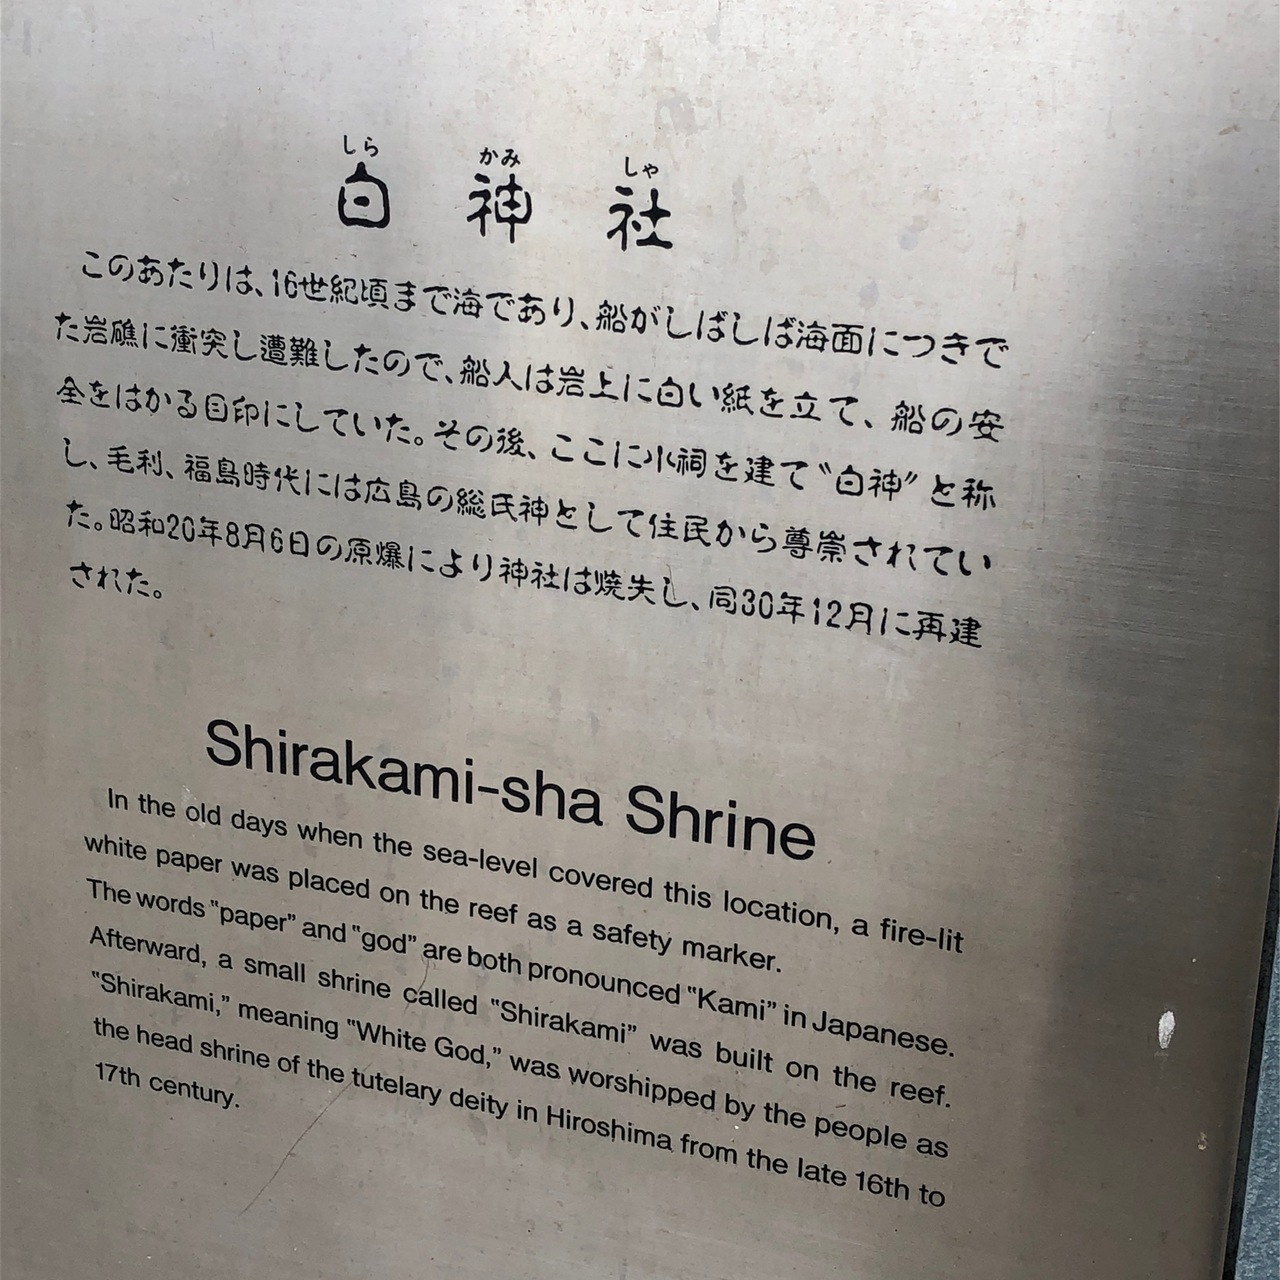 しら かみ しゃ
白神社
このあたりは、16世紀頃まで海であり、船がしばしば海面につきで
た岩礁に衝突し遭難したので、船人は岩上に白い紙を立て、船の安
全をはかる目印にしていた。その後、ここに小祠を建て〝白神〟と称
し、毛利、福島時代には広島の総氏神として住民から尊崇されてい
た。昭和20年8月6日の原爆により神社は焼失し、同30年12月に再建
された。
Shirakami-sha Shrine
In the old days when the sea-level covered this location, a fire-lit
white paper was placed on the reef as a safety marker.
The words "paper" and "god" are both pronounced "Kami" in Japanese.
Afterward, a small shrine called "Shirakami" was built on the reef.
"Shirakami," meaning "White God," was worshipped by the people as
the head shrine of the tutelary deity in Hiroshima from the late 16th to
17th century.